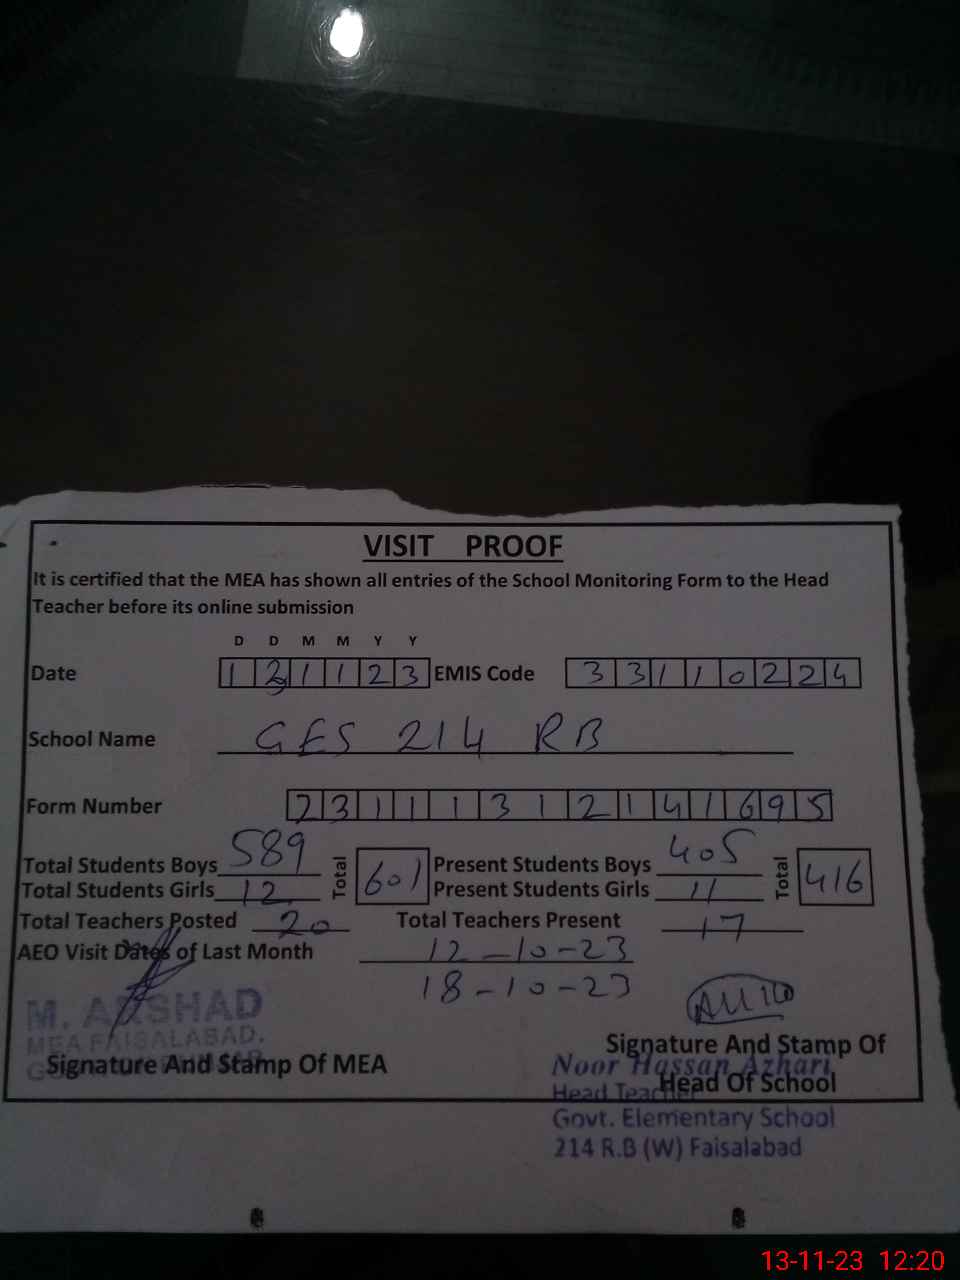 VISIT PROOF
It is certified that the MEA has shown all entries of the School Monitoring Form to the Head
Teacher before its online submission
D D M M Y Y
Date 1 3 1 1 2 3 EMIS Code 3 3 1 1 0 2 2 4
School Name GES 214 RB
Form Number 2 3 1 1 1 3 1 2 1 4 1 6 9 5
Total Students Boys 589 Total 601 Present Students Boys 405 Total 416
Total Students Girls 12 Present Students Girls 11
Total Teachers Posted 20 Total Teachers Present 17
AEO Visit Dates of Last Month 12-10-23
18-10-23
M. ARSHAD
MEA FAISALABAD.
Signature And Stamp Of MEA
Signature And Stamp Of
Noor Hassan Azhari
Head Of School
Head Teacher
Govt. Elementary School
214 R.B (W) Faisalabad
13-11-23 12:20